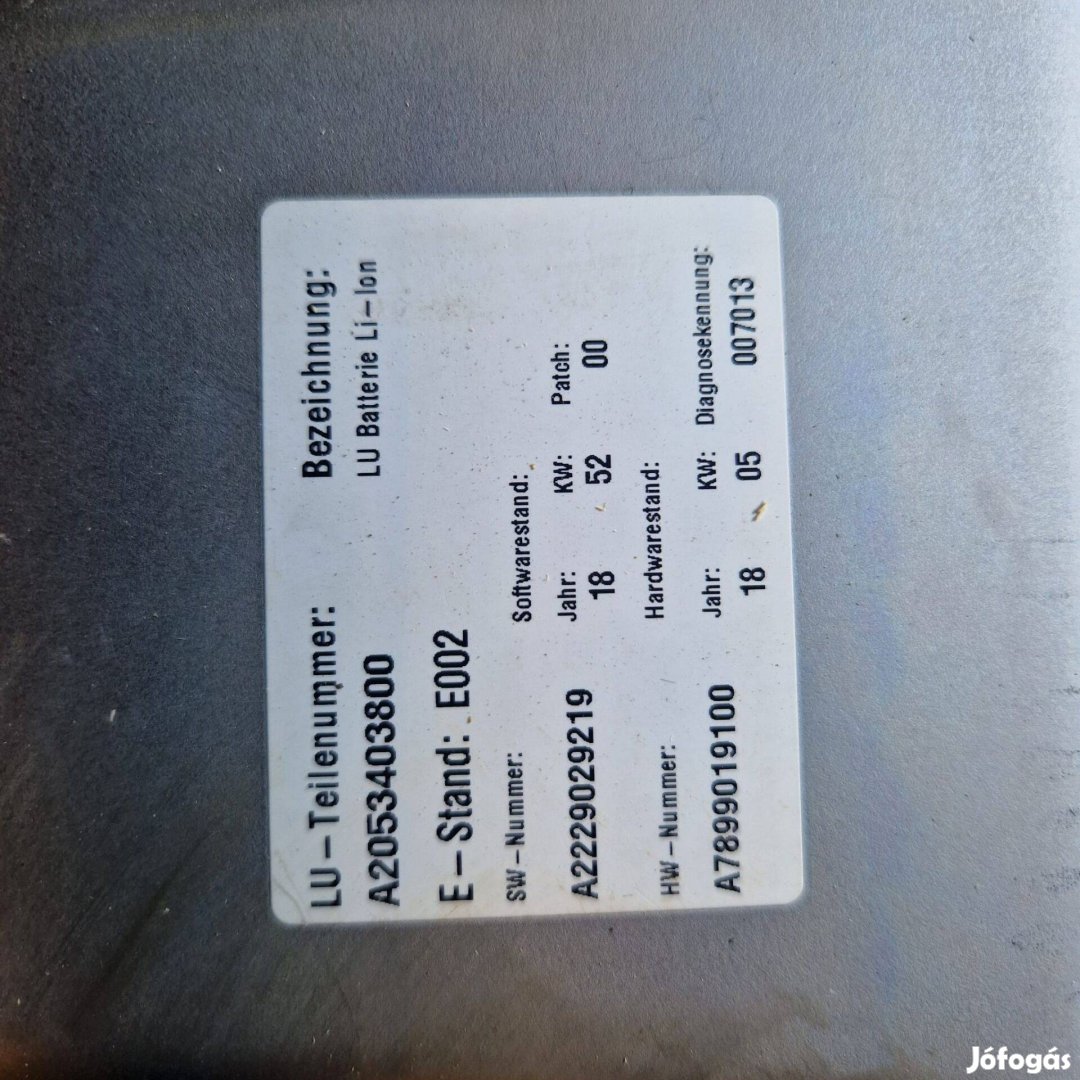 LU-Teilenummer: Bezeichnung:
A2053403800 LU Batterie Li-Ion
E-Stand: E002
SW-Nummer: Softwarestand:
Jahr: KW: Patch:
A2229029219 18 52 00
HW-Nummer: Hardwarestand:
Jahr: KW: Diagnosekennung:
A7899019100 18 05 007013
Jófogás